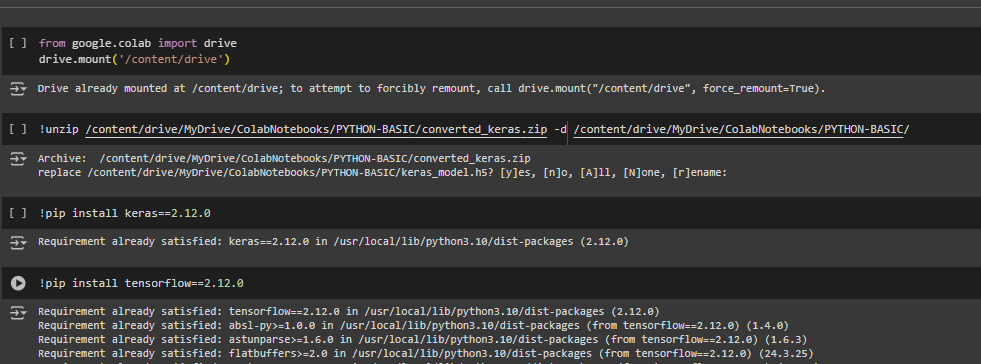 [ ] from google.colab import drive
drive.mount('/content/drive')
Drive already mounted at /content/drive; to attempt to forcibly remount, call drive.mount("/content/drive", force_remount=True).
[ ] !unzip /content/drive/MyDrive/ColabNotebooks/PYTHON-BASIC/converted_keras.zip -d /content/drive/MyDrive/ColabNotebooks/PYTHON-BASIC/
Archive:  /content/drive/MyDrive/ColabNotebooks/PYTHON-BASIC/converted_keras.zip
replace /content/drive/MyDrive/ColabNotebooks/PYTHON-BASIC/keras_model.h5? [y]es, [n]o, [A]ll, [N]one, [r]ename:
[ ] !pip install keras==2.12.0
Requirement already satisfied: keras==2.12.0 in /usr/local/lib/python3.10/dist-packages (2.12.0)
!pip install tensorflow==2.12.0
Requirement already satisfied: tensorflow==2.12.0 in /usr/local/lib/python3.10/dist-packages (2.12.0)
Requirement already satisfied: absl-py>=1.0.0 in /usr/local/lib/python3.10/dist-packages (from tensorflow==2.12.0) (1.4.0)
Requirement already satisfied: astunparse>=1.6.0 in /usr/local/lib/python3.10/dist-packages (from tensorflow==2.12.0) (1.6.3)
Requirement already satisfied: flatbuffers>=2.0 in /usr/local/lib/python3.10/dist-packages (from tensorflow==2.12.0) (24.3.25)